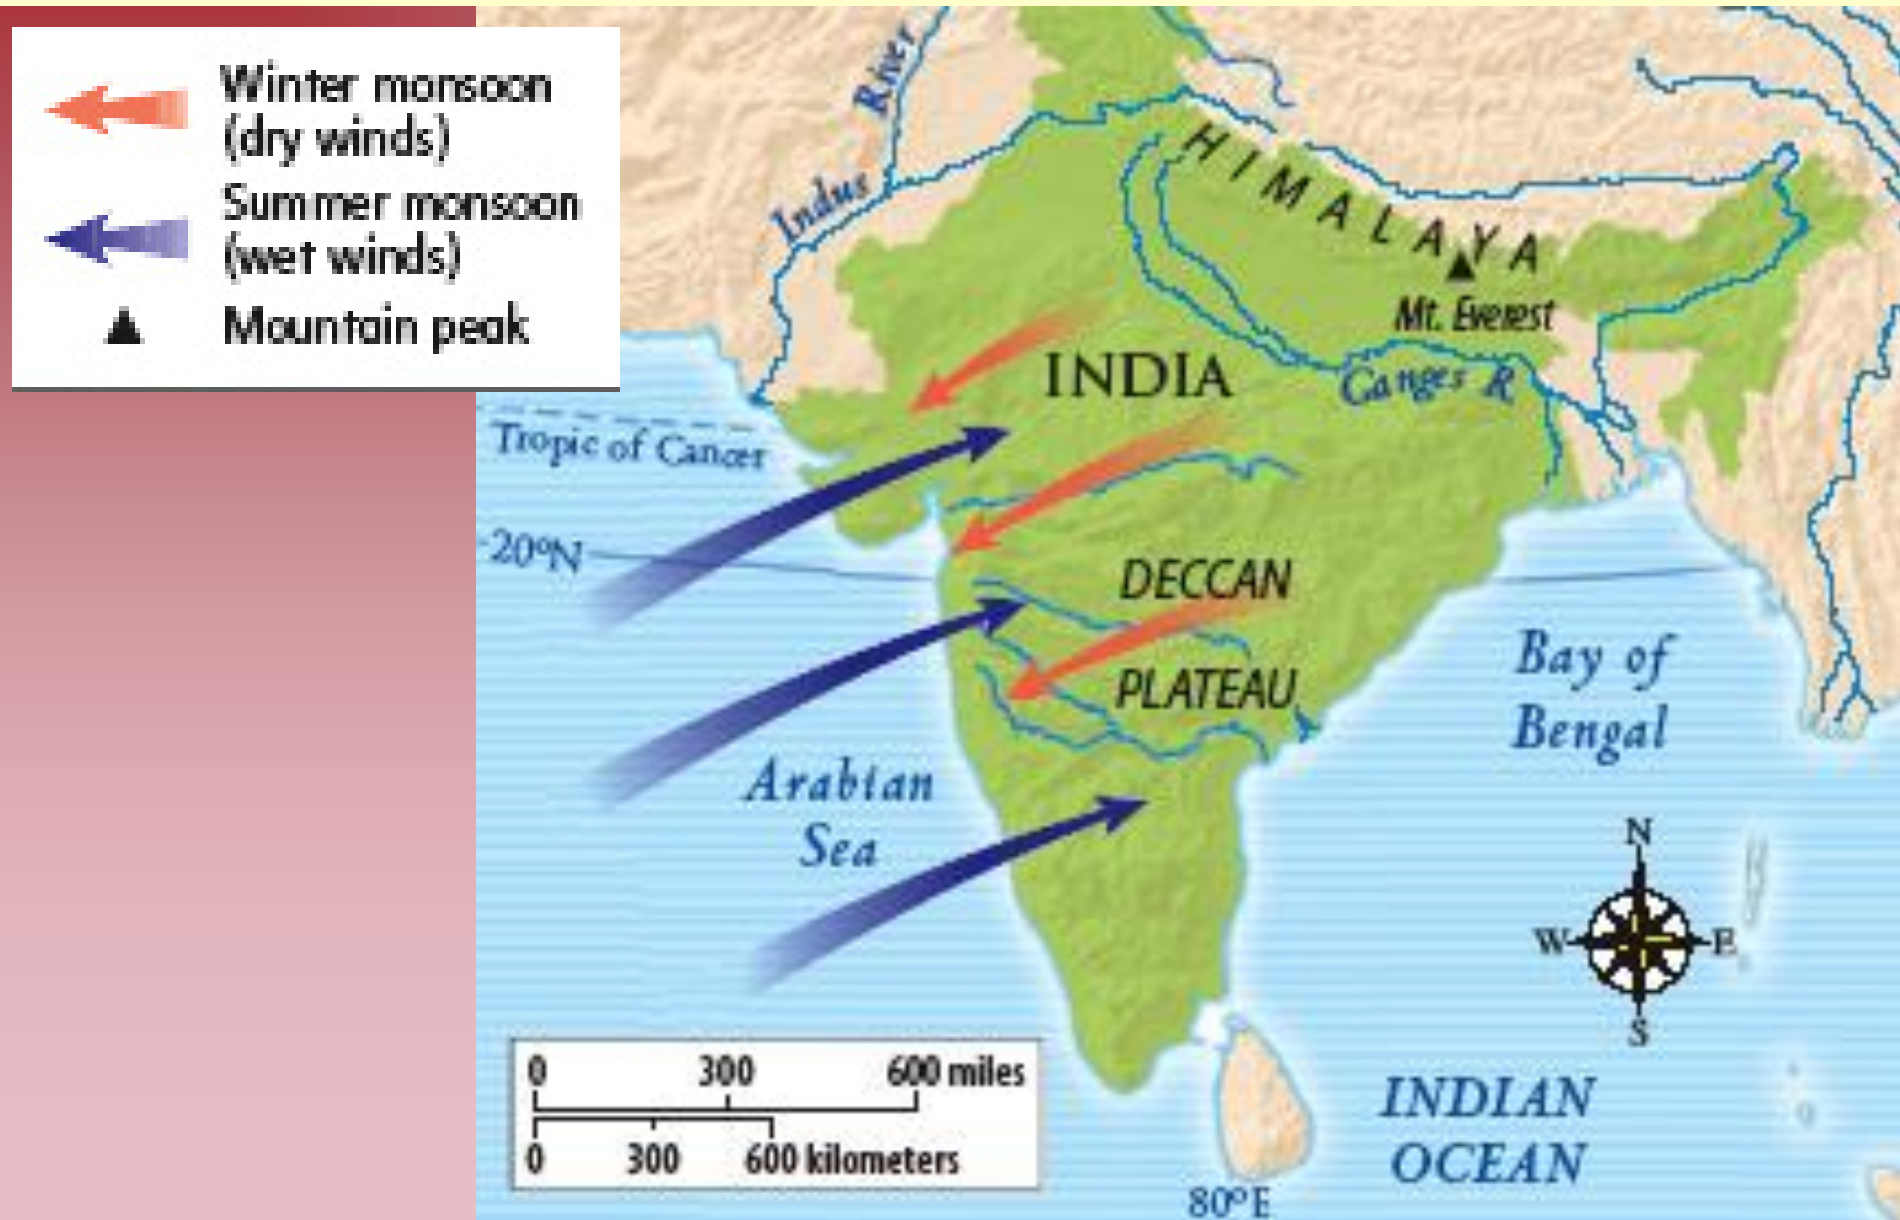 Winter monsoon
(dry winds)
Summer monsoon
(wet winds)
Mountain peak
Indus River
HIMALAYA
Mt. Everest
INDIA
Ganges R
Tropic of Cancer
20°N
DECCAN
PLATEAU
Bay of
Bengal
Arabian
Sea
N
W E
S
0 300 600 miles
0 300 600 kilometers
INDIAN
OCEAN
80°E